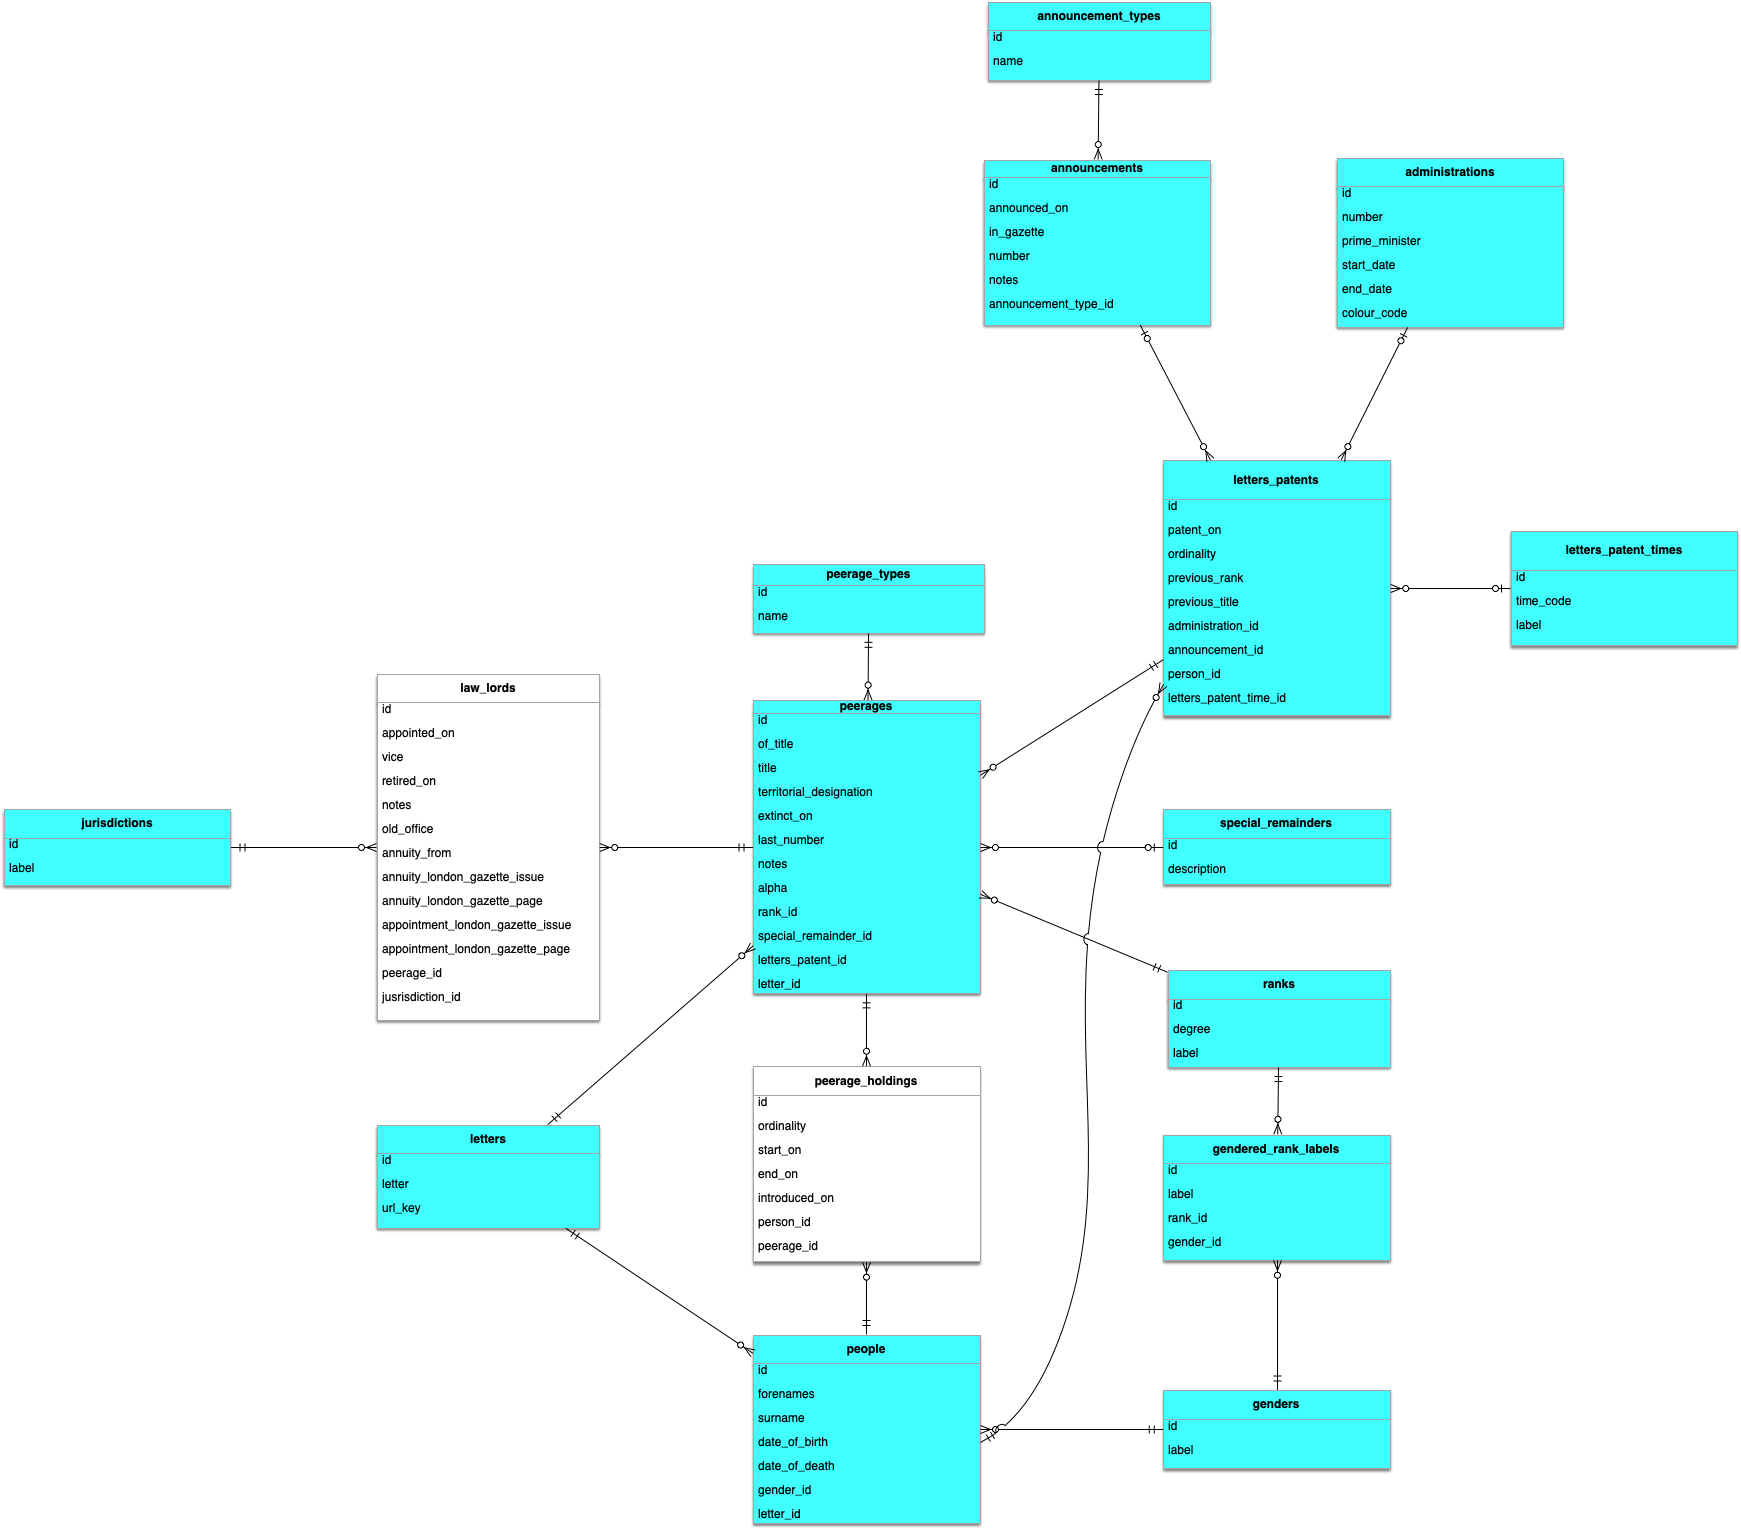 announcement_types
id
name
announcements
id
announced_on
in_gazette
number
notes
announcement_type_id
administrations
id
number
prime_minister
start_date
end_date
colour_code
letters_patents
id
patent_on
ordinality
previous_rank
previous_title
administration_id
announcement_id
person_id
letters_patent_time_id
letters_patent_times
id
time_code
label
peerage_types
id
name
law_lords
id
appointed_on
vice
retired_on
notes
old_office
annuity_from
annuity_london_gazette_issue
annuity_london_gazette_page
appointment_london_gazette_issue
appointment_london_gazette_page
peerage_id
jusrisdiction_id
peerages
id
of_title
title
territorial_designation
extinct_on
last_number
notes
alpha
rank_id
special_remainder_id
letters_patent_id
letter_id
jurisdictions
id
label
special_remainders
id
description
ranks
id
degree
label
peerage_holdings
id
ordinality
start_on
end_on
introduced_on
person_id
peerage_id
letters
id
letter
url_key
gendered_rank_labels
id
label
rank_id
gender_id
people
id
forenames
surname
date_of_birth
date_of_death
gender_id
letter_id
genders
id
label